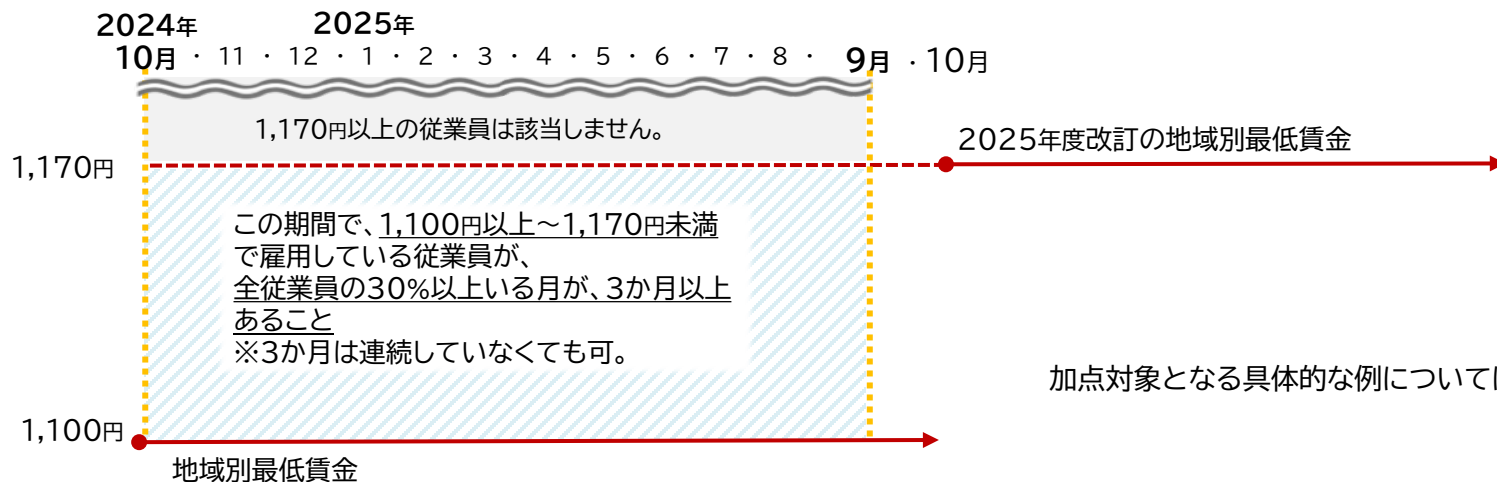 2024年 2025年
10月 ・ 11 ・ 12 ・ 1 ・ 2 ・ 3 ・ 4 ・ 5 ・ 6 ・ 7 ・ 8 ・ 9月 ・10月
1,170円以上の従業員は該当しません。
2025年度改訂の地域別最低賃金
1,170円
この期間で、1,100円以上～1,170円未満
で雇用している従業員が、
全従業員の30%以上いる月が、3か月以上
あること
※3か月は連続していなくても可。
加点対象となる具体的な例については
1,100円
地域別最低賃金